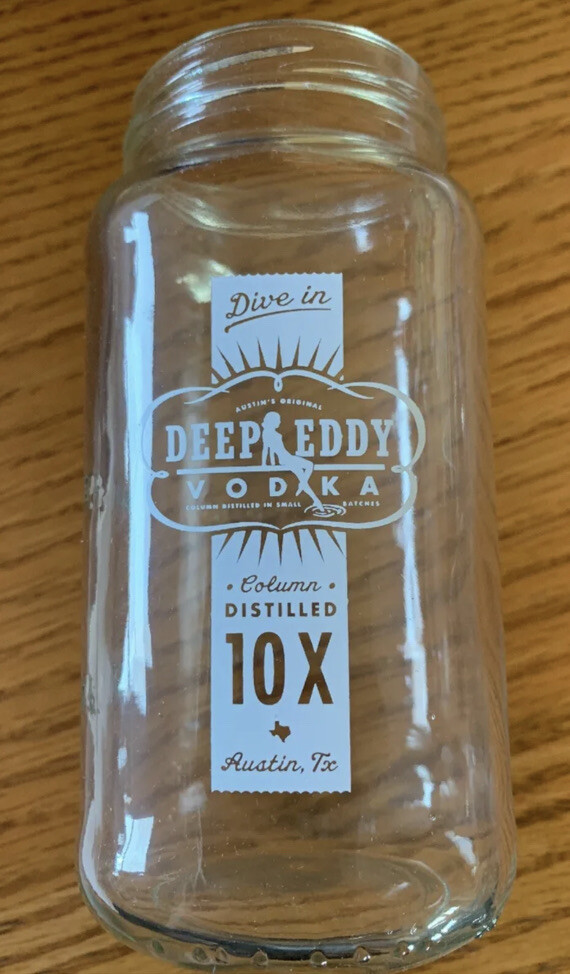 Dive in
AUSTIN'S ORIGINAL
DEEP EDDY
VODKA
COLUMN DISTILLED IN SMALL BATCHES
• Column •
DISTILLED
10X
Austin, Tx